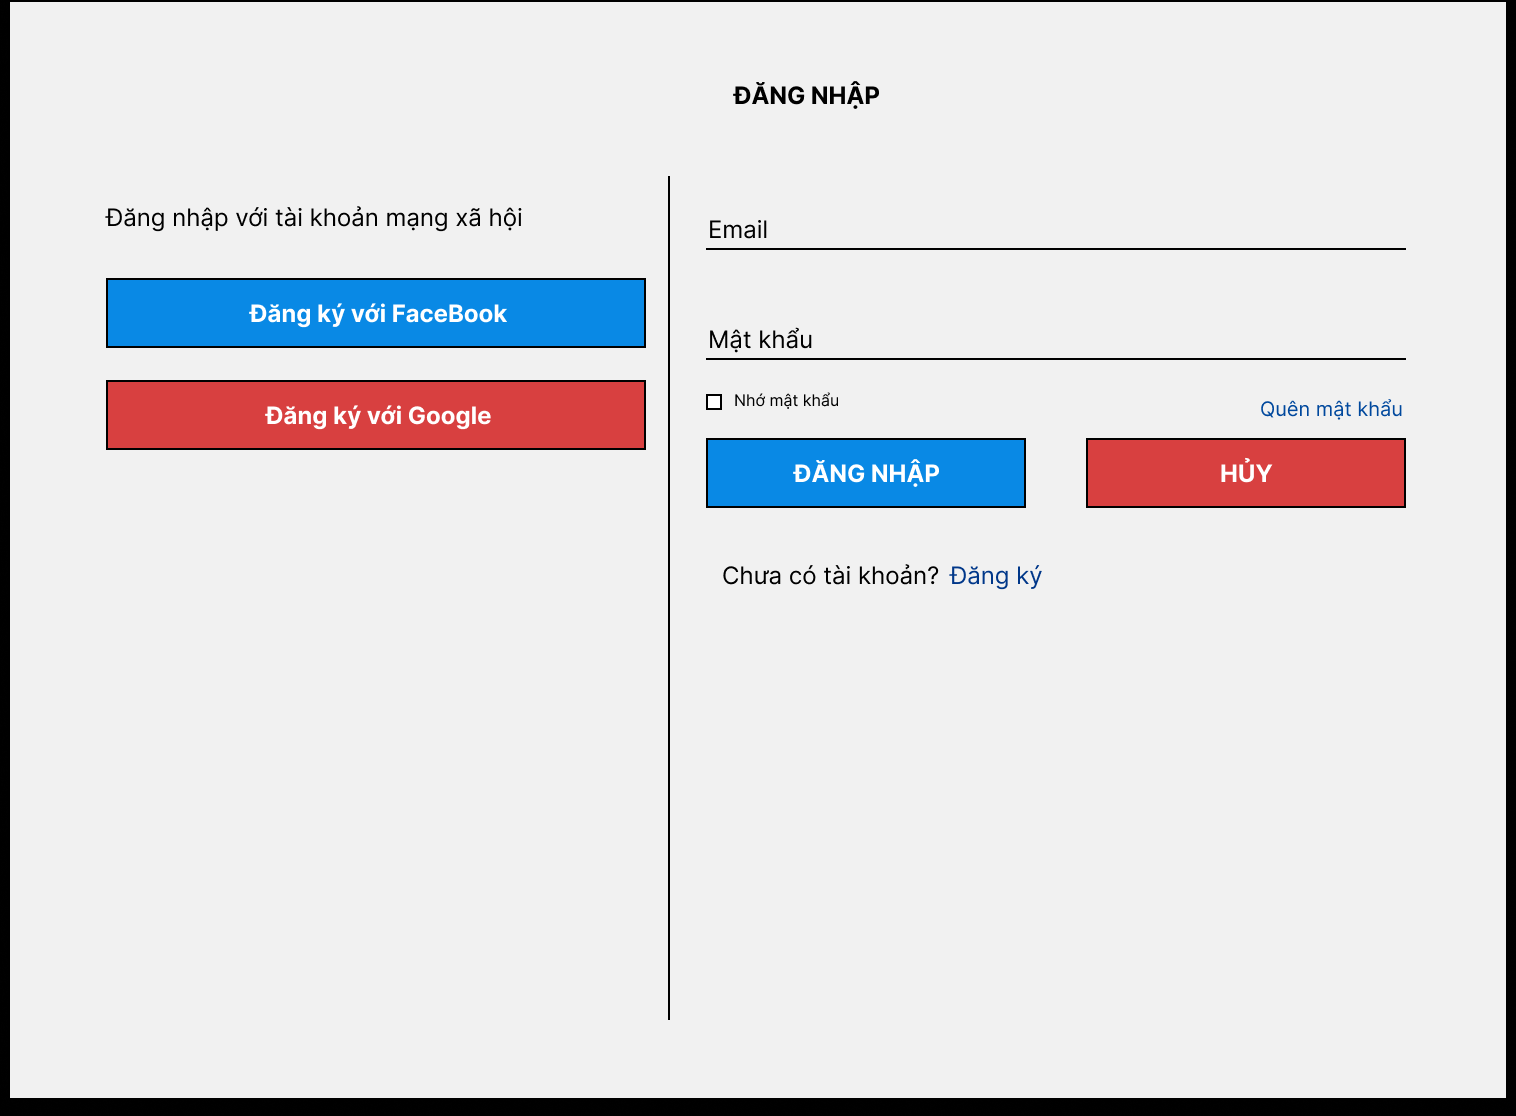 ĐĂNG NHẬP
Đăng nhập với tài khoản mạng xã hội
Đăng ký với FaceBook
Đăng ký với Google
Email
Mật khẩu
Nhớ mật khẩu
Quên mật khẩu
ĐĂNG NHẬP
HỦY
Chưa có tài khoản? Đăng ký